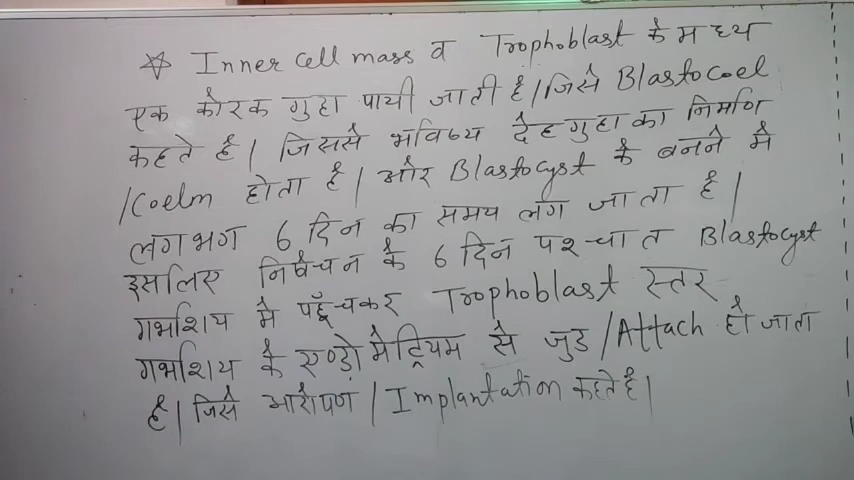 ☆ Inner cell mass व Trophoblast के मध्य
एक कोरक गुहा पायी जाती है | जिसे Blastocoel
कहते है | जिससे भविष्य देहगुहा का निर्माण
/Coelm होता है | और Blastocyst के बनने में
लगभग 6 दिन का समय लग जाता है |
इसलिए निषेचन के 6 दिन पश्चात Blastocyst
गर्भाशय मे पहूँचकर Trophoblast स्तर
गर्भाशय के एण्डोमैट्रियम से जुड /Attach हो जाता
है | जिसे आरोपण / Implantation कहते है |